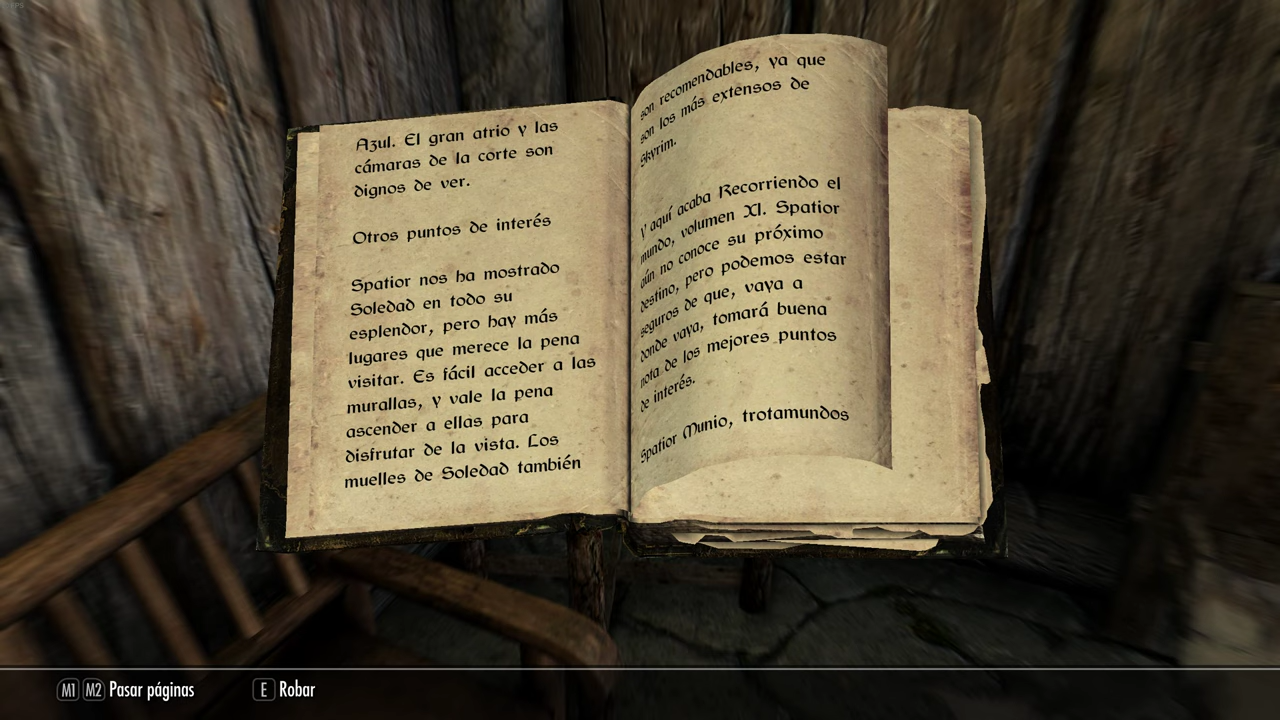 FPS
Azul. El gran atrio y las
cámaras de la corte son
dignos de ver.
Otros puntos de interés
Spatior nos ha mostrado
Soledad en todo su
esplendor, pero hay más
lugares que merece la pena
visitar. Es fácil acceder a las
murallas, y vale la pena
ascender a ellas para
disfrutar de la vista. Los
muelles de Soledad también
son recomendables, ya que
son los más extensos de
Skyrim.
Y aquí acaba Recorriendo el
mundo, volumen XI. Spatior
aún no conoce su próximo
destino, pero podemos estar
seguros de que, vaya a
donde vaya, tomará buena
nota de los mejores puntos
de interés.
Spatior Munio, trotamundos
M1 M2 Pasar páginas
E Robar